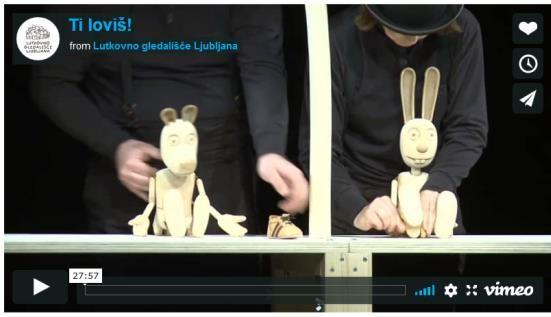 LUTKOVNO
GLEDALIŠČE
LJUBLJANA
Ti loviš!
from Lutkovno gledališče Ljubljana
27:57
vimeo